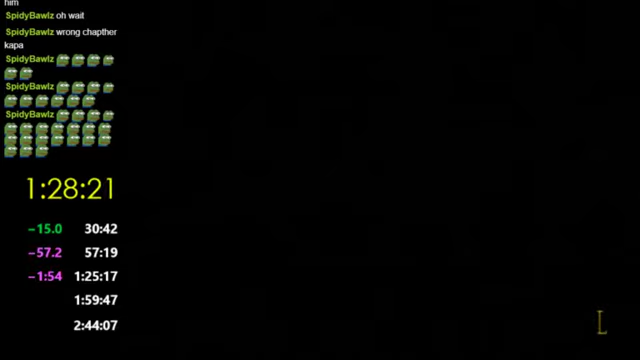 him
SpidyBawlz oh wait
SpidyBawlz wrong chapther
kapa
SpidyBawlz
SpidyBawlz
SpidyBawlz
1:28:21
-15.0 30:42
-57.2 57:19
-1:54 1:25:17
1:59:47
2:44:07
L